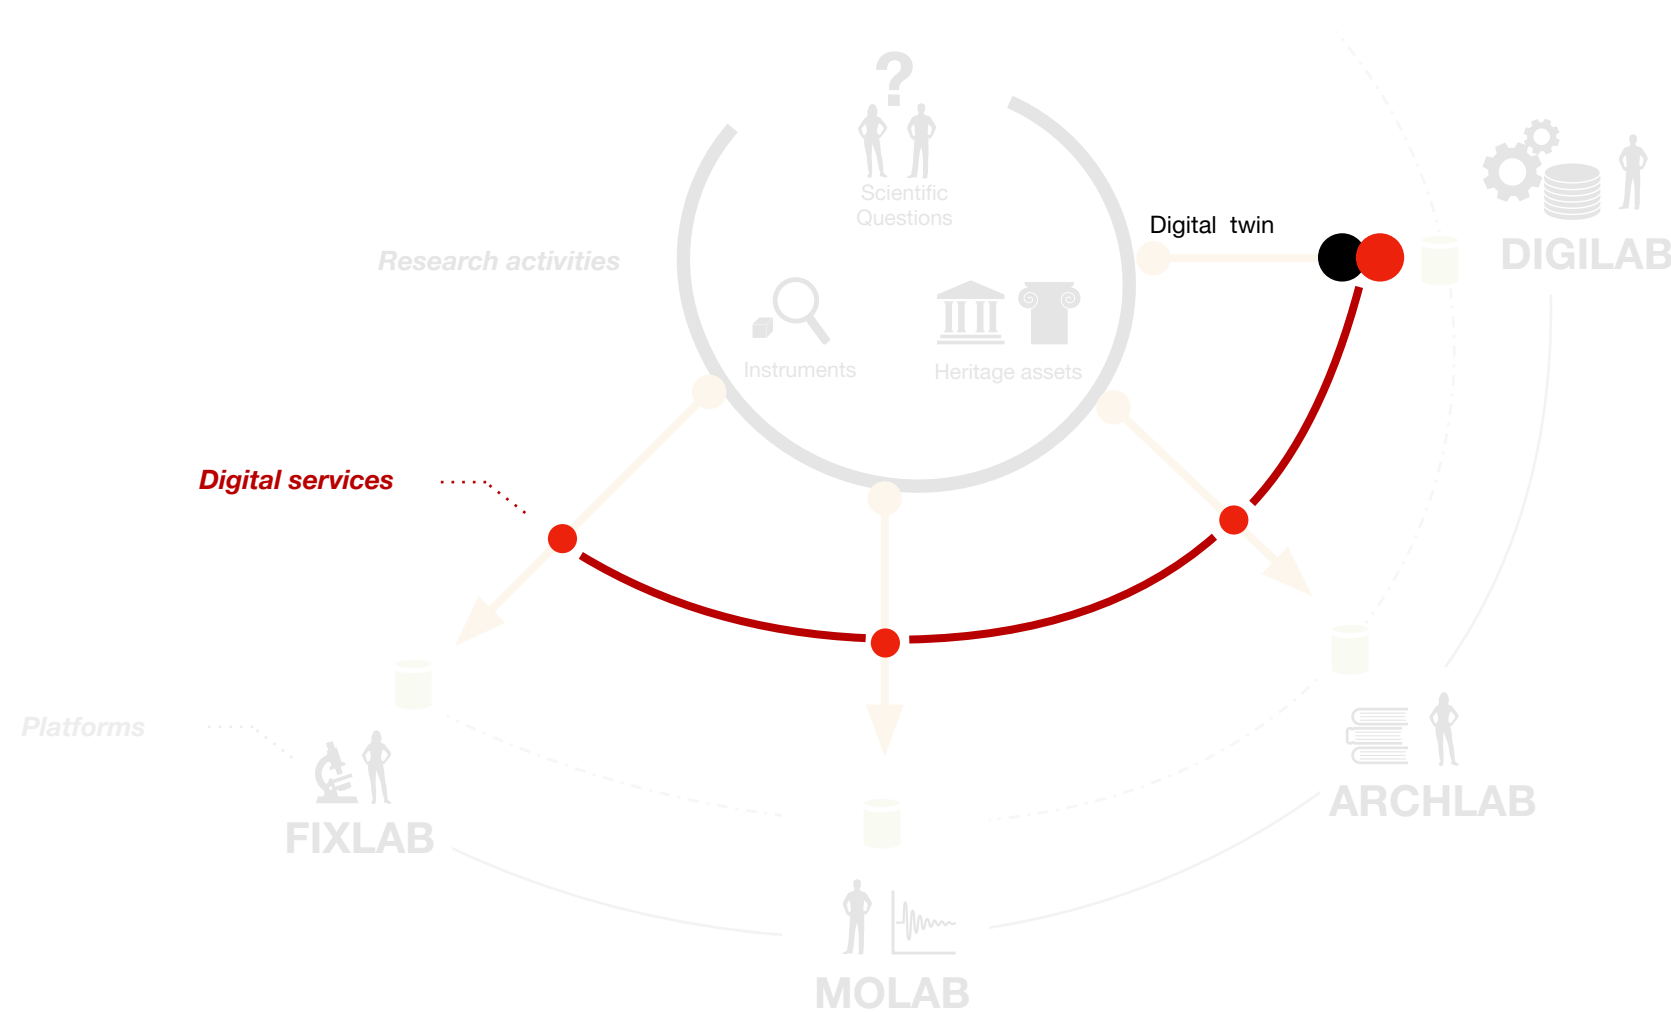 ?
Scientific
Questions
Digital twin
DIGILAB
Research activities
Instruments
Heritage assets
Digital services
Platforms
FIXLAB
ARCHLAB
MOLAB